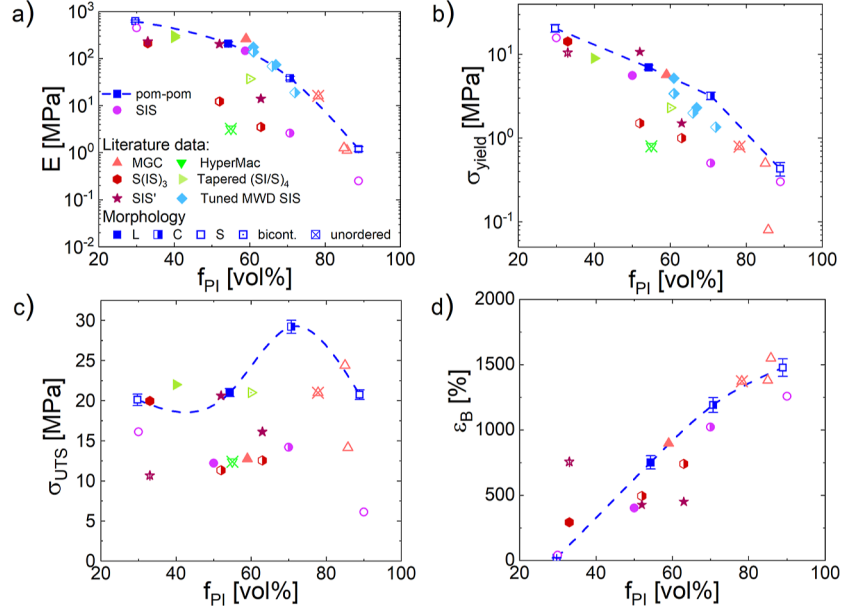 a)
10³
10²
10¹
10⁰
10⁻¹
10⁻²
E [MPa]
pom-pom
SIS
Literature data:
MGC HyperMac
S(IS)₃ Tapered (SI/S)₄
SIS' Tuned MWD SIS
Morphology
L C S bicont. unordered
20 40 60 80 100
f_PI [vol%]
b)
10¹
10⁰
10⁻¹
σ_yield [MPa]
20 40 60 80 100
f_PI [vol%]
c)
30
25
20
15
10
5
0
σ_UTS [MPa]
20 40 60 80 100
f_PI [vol%]
d)
2000
1500
1000
500
0
ε_B [%]
20 40 60 80 100
f_PI [vol%]